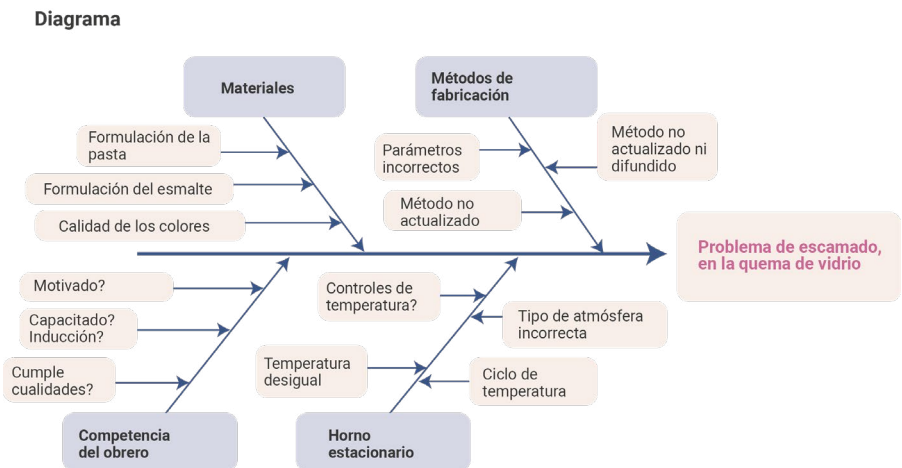 Diagrama
Materiales
Métodos de
fabricación
Formulación de la
pasta
Formulación del esmalte
Calidad de los colores
Parámetros
incorrectos
Método no
actualizado ni
difundido
Método no
actualizado
Problema de escamado,
en la quema de vidrio
Motivado?
Capacitado?
Inducción?
Cumple
cualidades?
Controles de
temperatura?
Tipo de atmósfera
incorrecta
Temperatura
desigual
Ciclo de
temperatura
Competencia
del obrero
Horno
estacionario